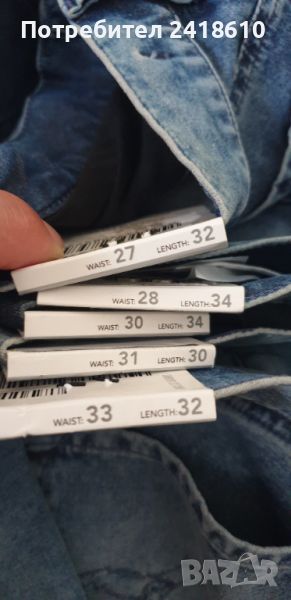 Потребител 2418610
WAIST: 27 LENGTH: 32
WAIST: 28 LENGTH: 34
WAIST: 30 LENGTH: 34
WAIST: 31 LENGTH: 30
WAIST: 33 LENGTH: 32
BAZAR